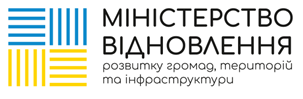 МІНІСТЕРСТВО
ВІДНОВЛЕННЯ
розвитку громад, територій
та інфраструктури